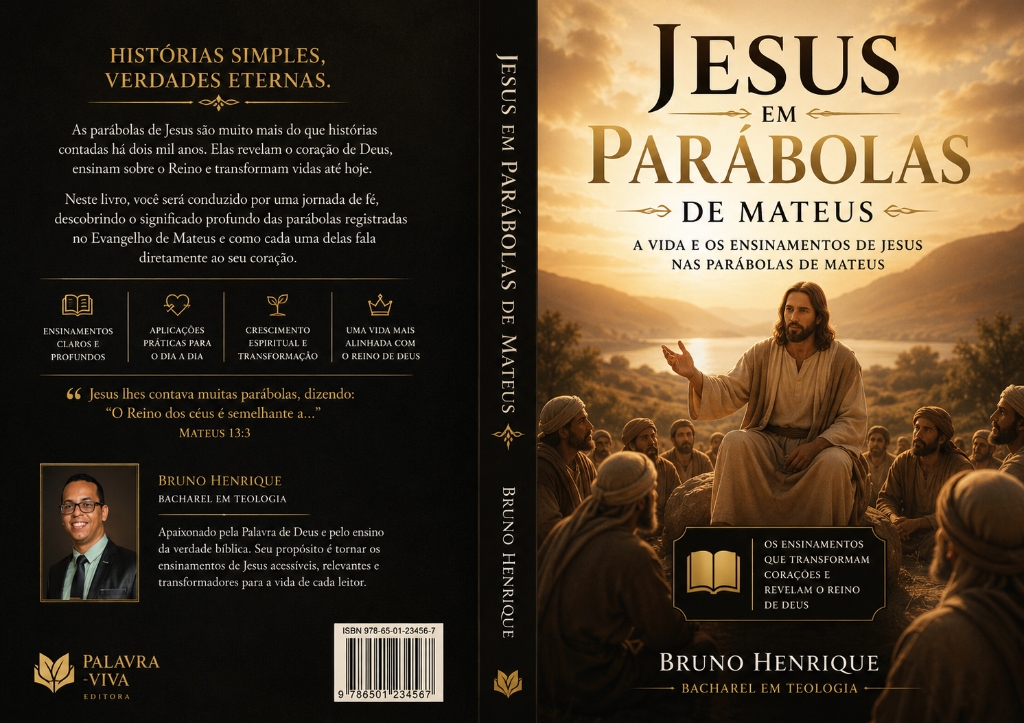 HISTÓRIAS SIMPLES,
VERDADES ETERNAS.
As parábolas de Jesus são muito mais do que histórias
contadas há dois mil anos. Elas revelam o coração de Deus,
ensinam sobre o Reino e transformam vidas até hoje.
Neste livro, você será conduzido por uma jornada de fé,
descobrindo o significado profundo das parábolas registradas
no Evangelho de Mateus e como cada uma delas fala
diretamente ao seu coração.
ENSINAMENTOS
CLAROS E
PROFUNDOS
APLICAÇÕES
PRÁTICAS PARA
O DIA A DIA
CRESCIMENTO
ESPIRITUAL E
TRANSFORMAÇÃO
UMA VIDA MAIS
ALINHADA COM
O REINO DE DEUS
“ Jesus lhes contava muitas parábolas, dizendo:
“O Reino dos céus é semelhante a...”
MATEUS 13:3
BRUNO HENRIQUE
BACHAREL EM TEOLOGIA
Apaixonado pela Palavra de Deus e pelo ensino
da verdade bíblica. Seu propósito é tornar os
ensinamentos de Jesus acessíveis, relevantes e
transformadores para a vida de cada leitor.
PALAVRA
-VIVA
EDITORA
ISBN 978-65-01-23456-7
9 786501 234567
JESUS EM PARÁBOLAS DE MATEUS
BRUNO HENRIQUE
JESUS
EM
PARÁBOLAS
DE MATEUS
A VIDA E OS ENSINAMENTOS DE JESUS
NAS PARÁBOLAS DE MATEUS
OS ENSINAMENTOS
QUE TRANSFORMAM
CORAÇÕES E
REVELAM O REINO
DE DEUS
BRUNO HENRIQUE
BACHAREL EM TEOLOGIA